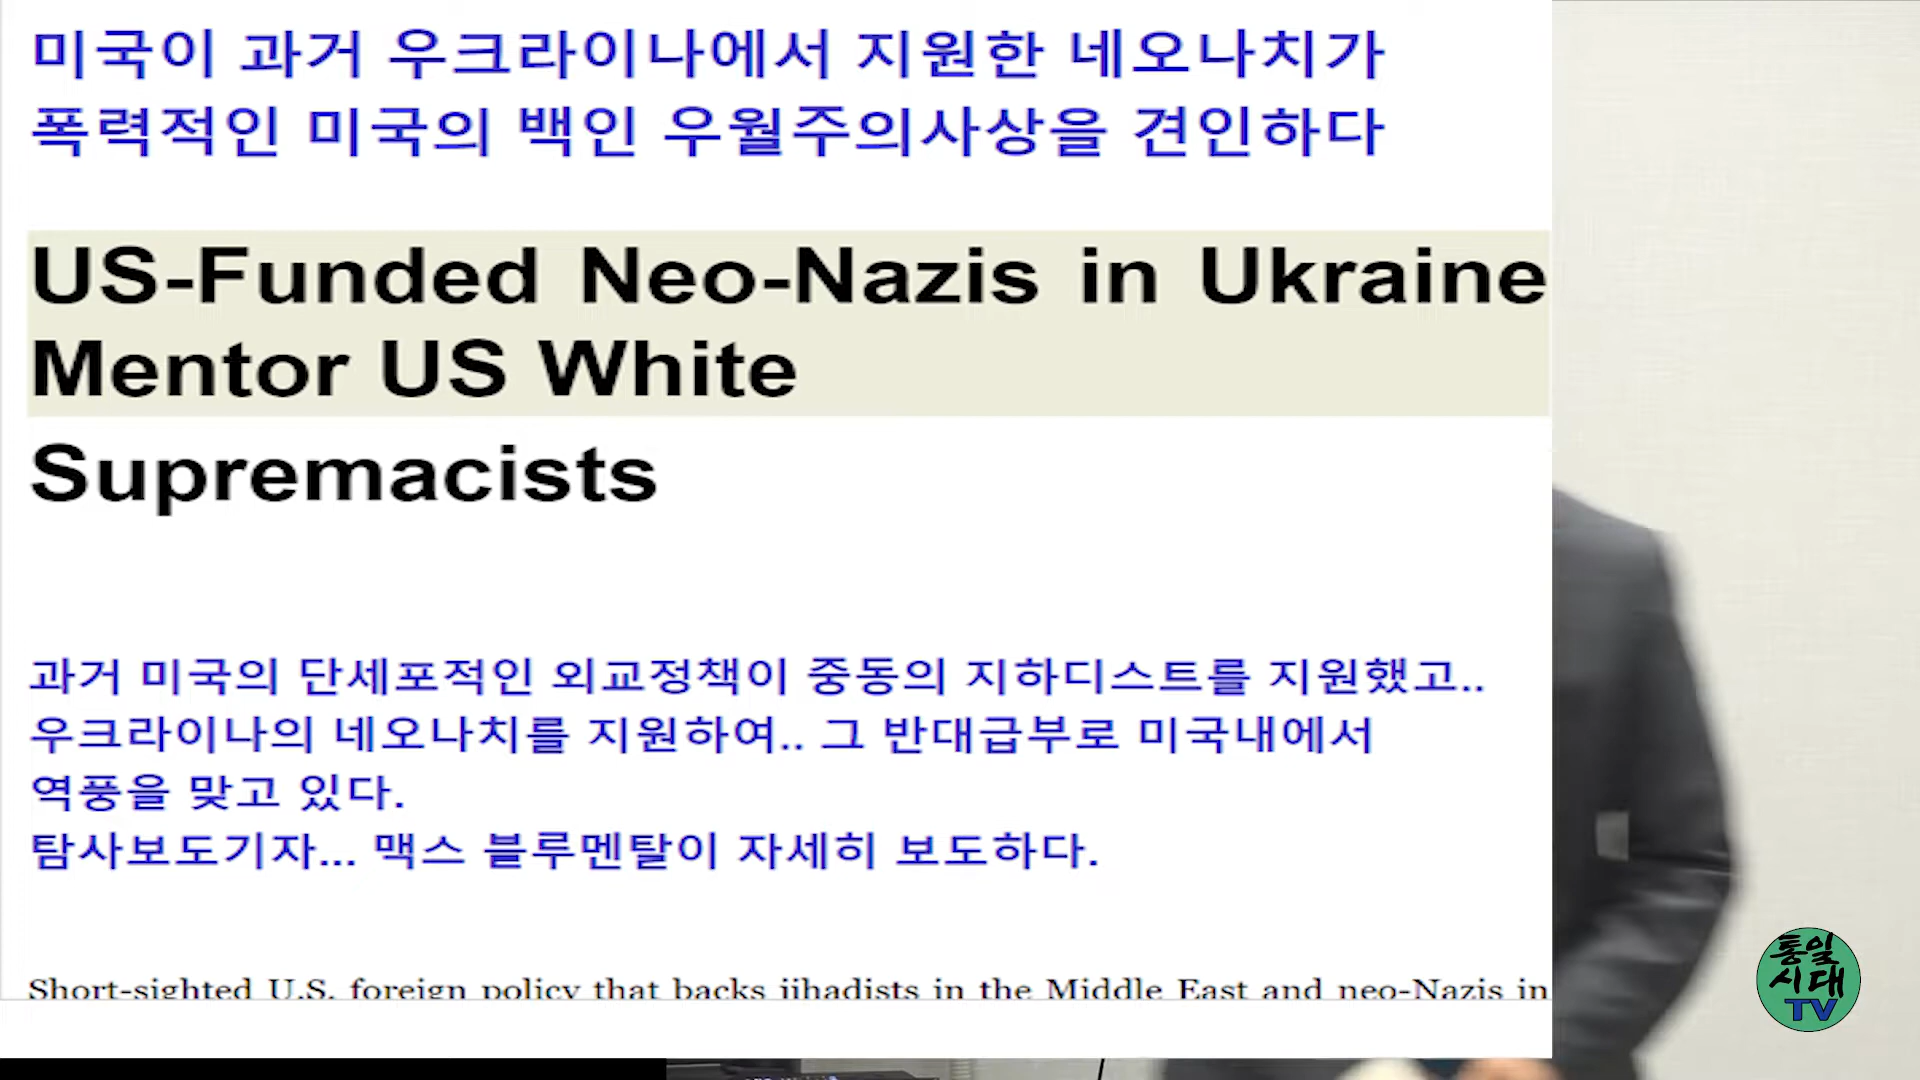 미국이 과거 우크라이나에서 지원한 네오나치가
폭력적인 미국의 백인 우월주의사상을 견인하다
US-Funded Neo-Nazis in Ukraine
Mentor US White
Supremacists
과거 미국의 단세포적인 외교정책이 중동의 지하디스트를 지원했고..
우크라이나의 네오나치를 지원하여.. 그 반대급부로 미국내에서
역풍을 맞고 있다.
탐사보도기자... 맥스 블루멘탈이 자세히 보도하다.
Short-sighted U.S. foreign policy that backs jihadists in the Middle East and neo-Nazis in
통일
시대
TV